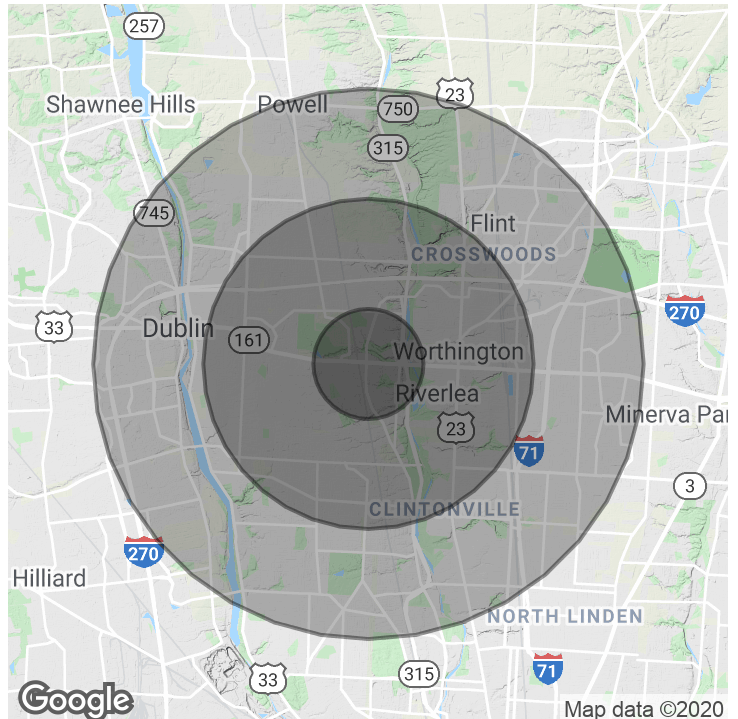 257
Shawnee Hills
Powell
23
750
315
745
Flint
CROSSWOODS
270
33
Dublin
161
Worthington
Riverlea
Minerva Par
23
71
3
CLINTONVILLE
270
Hilliard
NORTH LINDEN
33
315
71
Google
Map data ©2020